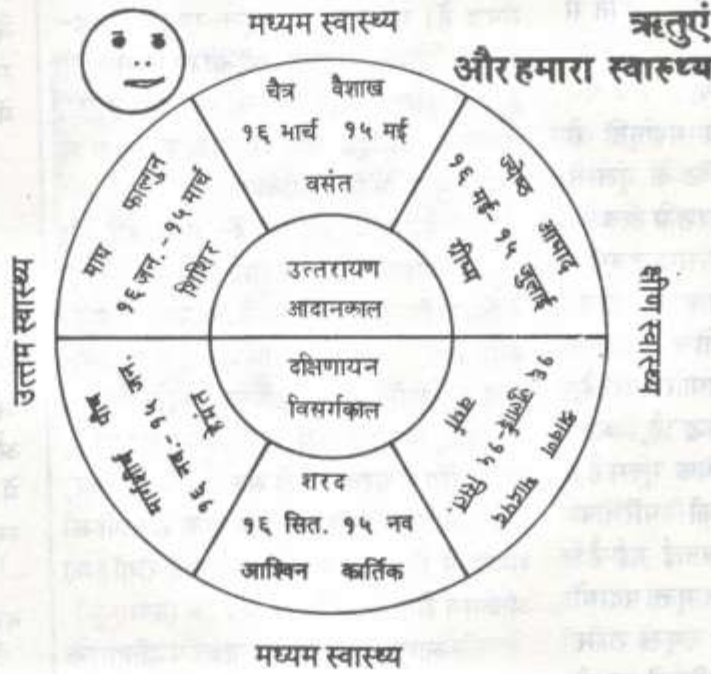 ऋतुएं
और हमारा स्वास्थ्य
मध्यम स्वास्थ्य
चैत्र वैशाख
१६ मार्च १५ मई
वसंत
ज्येष्ठ आषाढ
१६ मई- १५ जुलाई
ग्रीष्म
क्षीण स्वास्थ्य
श्रावण भाद्रपद
१६ जुलाई-१५ सित.
वर्षा
शरद
१६ सित. १५ नव
आश्विन कार्तिक
मध्यम स्वास्थ्य
मार्गशीर्ष पौष
१६ नव.- १५ जन.
हेमंत
उत्तम स्वास्थ्य
माघ फाल्गुन
१६ जन. - १५ मार्च
शिशिर
उत्तरायण
आदानकाल
दक्षिणायन
विसर्गकाल